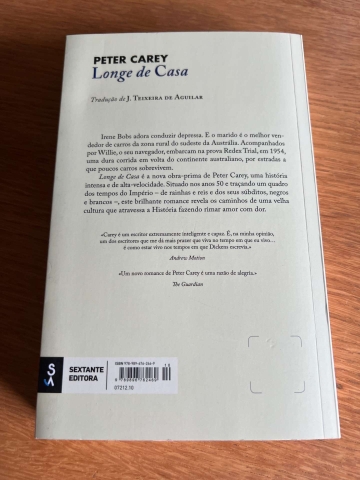 PETER CAREY
Longe de Casa
Tradução de J. Teixeira de Aguilar
Irene Bobs adora conduzir depressa. E o marido é o melhor ven-
dedor de carros da zona rural do sudeste da Austrália. Acompanhados
por Willie, o seu navegador, embarcam na prova Redex Trial, em 1954,
uma dura corrida em volta do continente australiano, por estradas a
que poucos carros sobrevivem.
Longe de Casa é a nova obra-prima de Peter Carey, uma história
intensa e de alta-velocidade. Situado nos anos 50 e traçando um quadro
dos tempos do Império – de rainhas e reis e dos seus súbditos, negros
e brancos –, este brilhante romance revela os caminhos de uma velha
cultura que atravessa a História fazendo rimar amor com dor.
«Carey é um escritor extremamente inteligente e capaz. É, na minha opinião,
um dos escritores que me dá mais prazer que viva no tempo em que eu vivo...
é como estar vivo nos tempos em que Dickens escrevia.»
Andrew Motion
«Um novo romance de Peter Carey é uma razão de alegria.»
The Guardian
SEXTANTE
EDITORA
07212.10